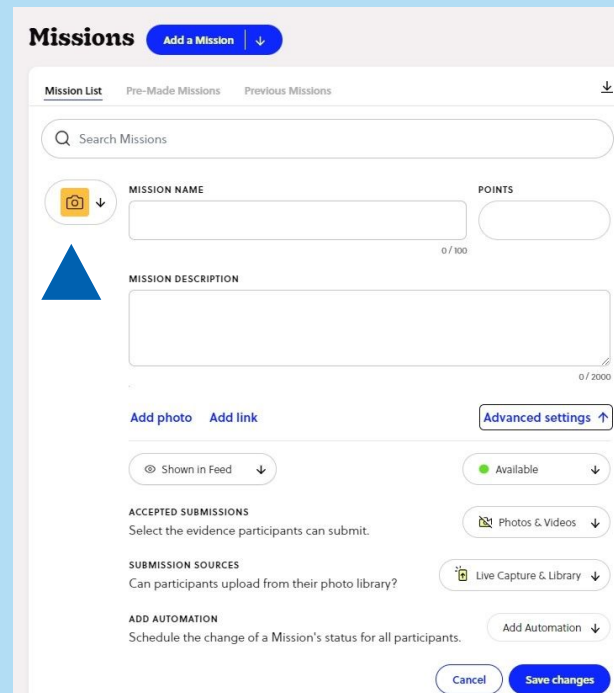 Missions
Add a Mission
Mission List Pre-Made Missions Previous Missions
Search Missions
MISSION NAME POINTS
0 / 100
MISSION DESCRIPTION
0 / 2000
Add photo Add link Advanced settings
Shown in Feed Available
ACCEPTED SUBMISSIONS
Select the evidence participants can submit. Photos & Videos
SUBMISSION SOURCES
Can participants upload from their photo library? Live Capture & Library
ADD AUTOMATION
Schedule the change of a Mission's status for all participants. Add Automation
Cancel Save changes